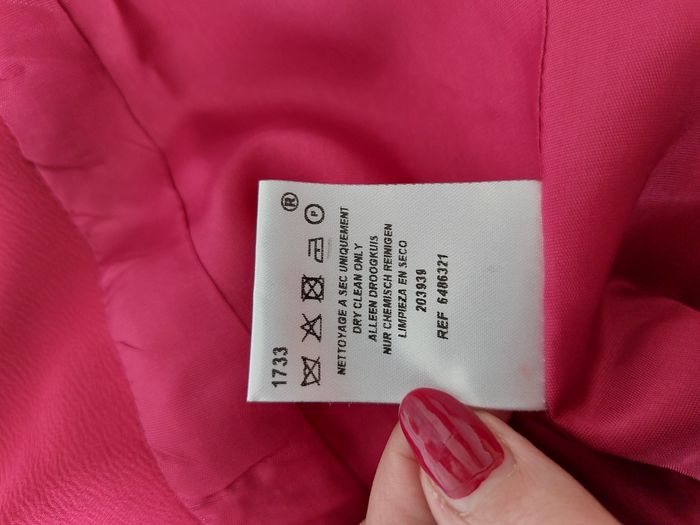 1733
®
P
NETTOYAGE A SEC UNIQUEMENT
DRY CLEAN ONLY
ALLEEN DROOGKUIS
NUR CHEMISCH REINIGEN
LIMPIEZA EN SECO
203939
REF 6486321